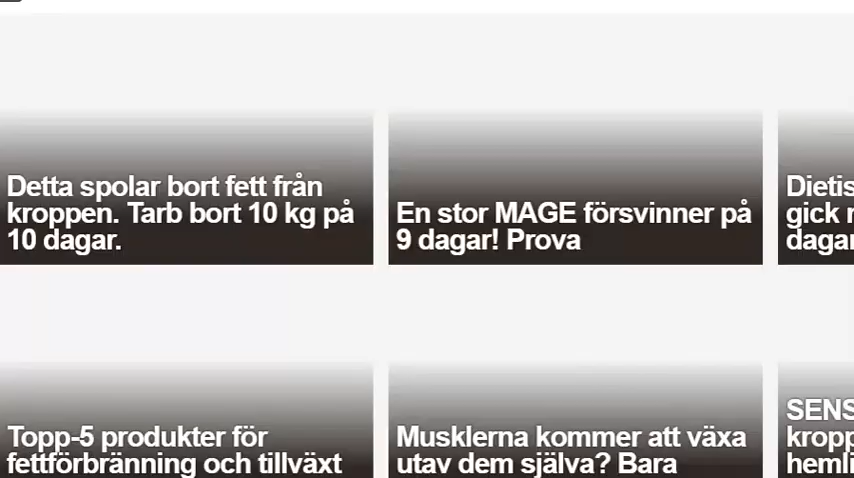 Detta spolar bort fett från
kroppen. Tarb bort 10 kg på
10 dagar.
En stor MAGE försvinner på
9 dagar! Prova
Topp-5 produkter för
fettförbränning och tillväxt
Musklerna kommer att växa
utav dem själva? Bara